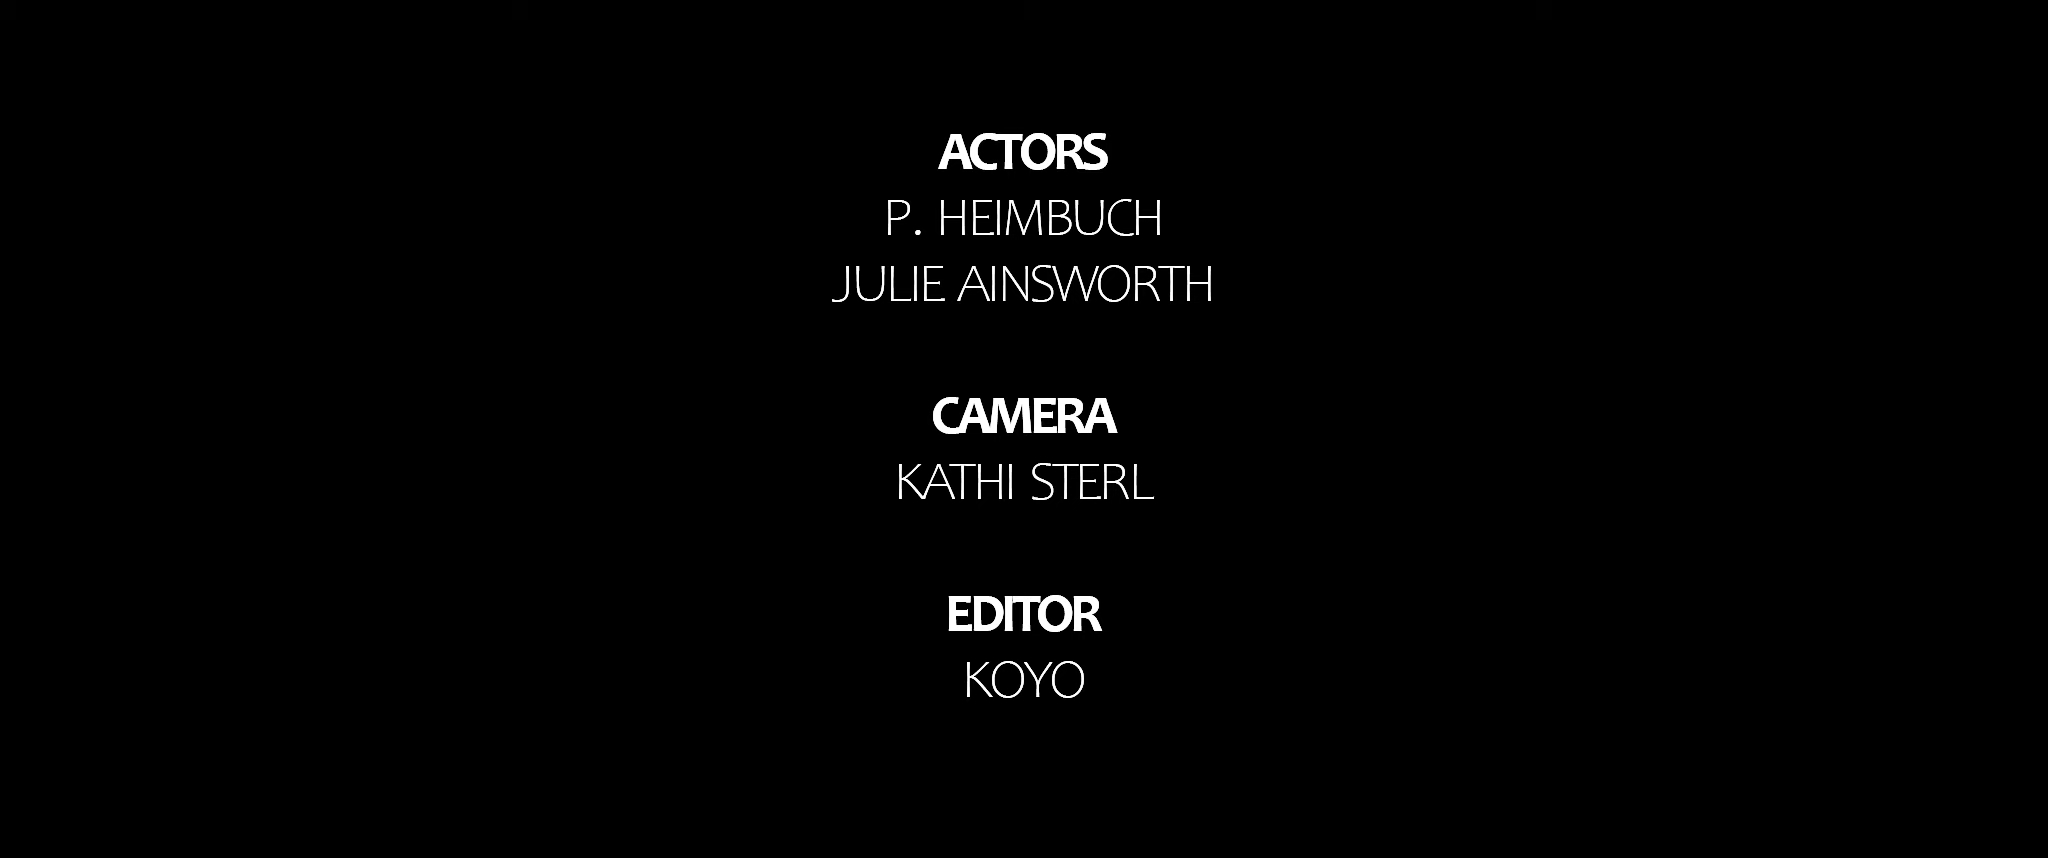 ACTORS
P. HEIMBUCH
JULIE AINSWORTH
CAMERA
KATHI STERL
EDITOR
KOYO